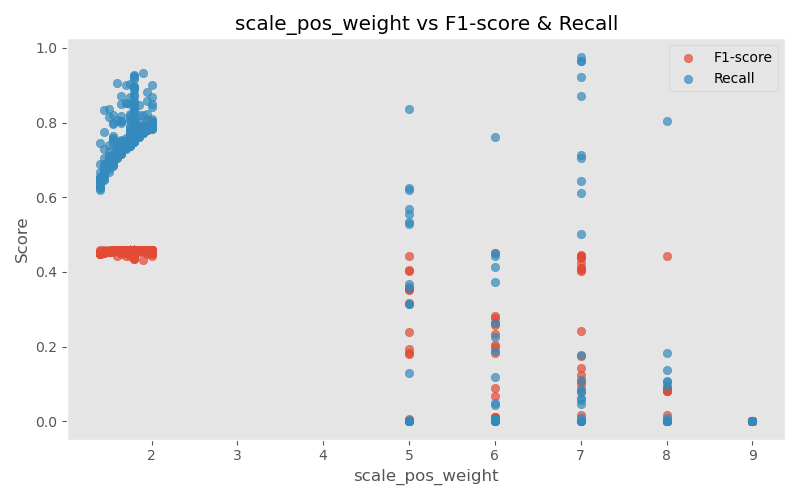 scale_pos_weight vs F1-score & Recall
F1-score
Recall
Score
1.0
0.8
0.6
0.4
0.2
0.0
2 3 4 5 6 7 8 9
scale_pos_weight